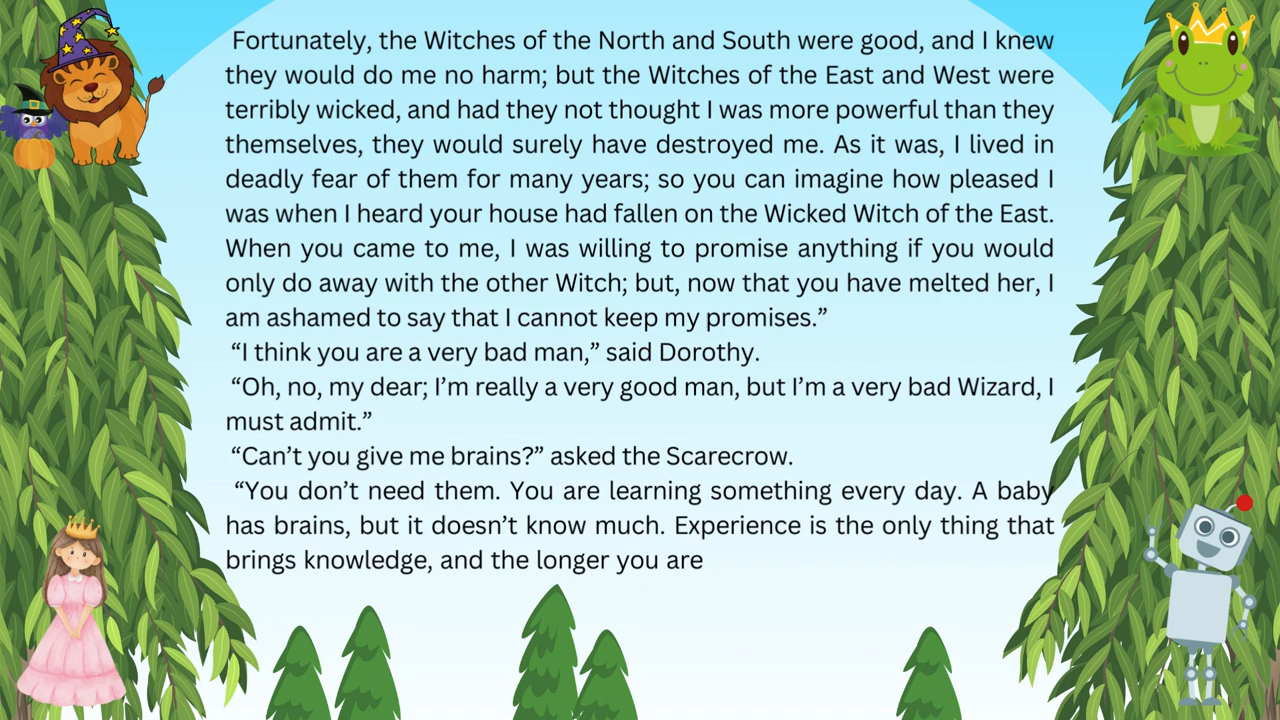 Fortunately, the Witches of the North and South were good, and I knew
they would do me no harm; but the Witches of the East and West were
terribly wicked, and had they not thought I was more powerful than they
themselves, they would surely have destroyed me. As it was, I lived in
deadly fear of them for many years; so you can imagine how pleased I
was when I heard your house had fallen on the Wicked Witch of the East.
When you came to me, I was willing to promise anything if you would
only do away with the other Witch; but, now that you have melted her, I
am ashamed to say that I cannot keep my promises.”
“I think you are a very bad man,” said Dorothy.
“Oh, no, my dear; I’m really a very good man, but I’m a very bad Wizard, I
must admit.”
“Can’t you give me brains?” asked the Scarecrow.
“You don’t need them. You are learning something every day. A baby
has brains, but it doesn’t know much. Experience is the only thing that
brings knowledge, and the longer you are